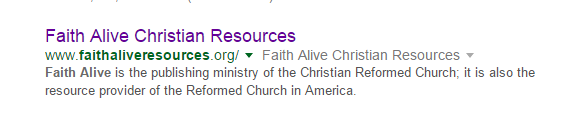 Faith Alive Christian Resources
www.faithaliveresources.org/ Faith Alive Christian Resources
Faith Alive is the publishing ministry of the Christian Reformed Church; it is also the
resource provider of the Reformed Church in America.